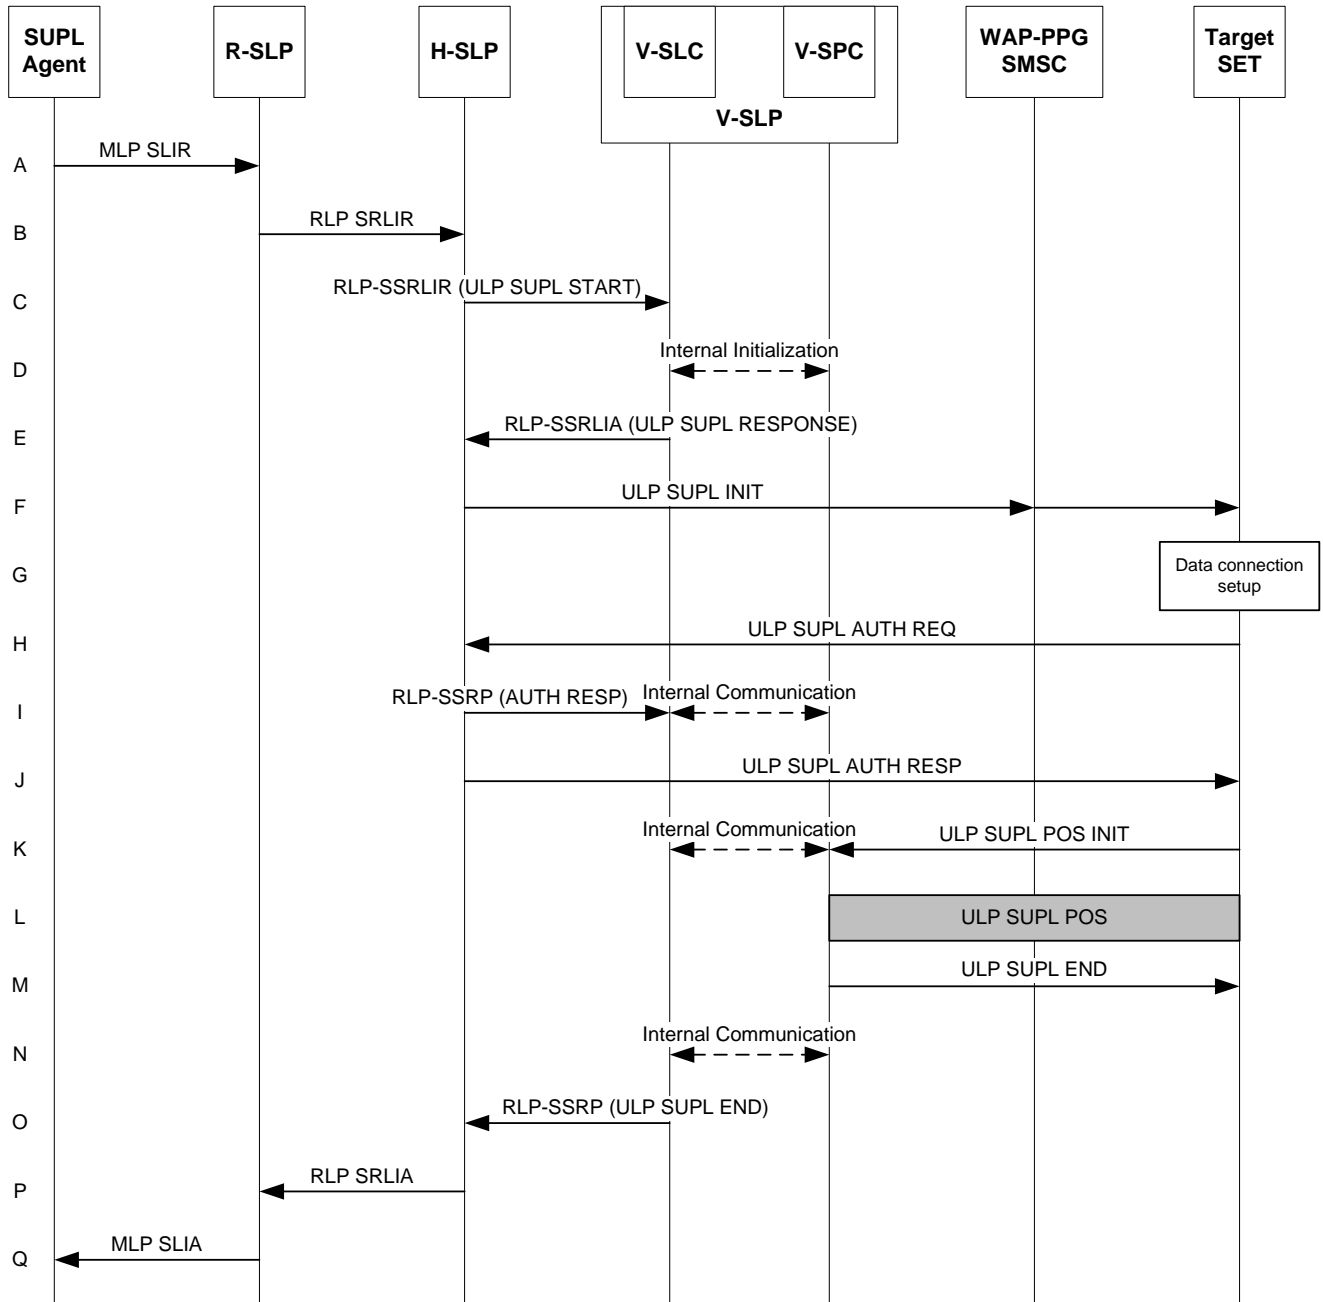 SUPL
Agent
R-SLP
H-SLP
V-SLC
V-SPC
V-SLP
WAP-PPG
SMSC
Target
SET
A
MLP SLIR
B
RLP SRLIR
C
RLP-SSRLIR (ULP SUPL START)
D
Internal Initialization
E
RLP-SSRLIA (ULP SUPL RESPONSE)
F
ULP SUPL INIT
G
Data connection
setup
H
ULP SUPL AUTH REQ
I
RLP-SSRP (AUTH RESP)
Internal Communication
J
ULP SUPL AUTH RESP
K
Internal Communication
ULP SUPL POS INIT
L
ULP SUPL POS
M
ULP SUPL END
N
Internal Communication
O
RLP-SSRP (ULP SUPL END)
P
RLP SRLIA
Q
MLP SLIA